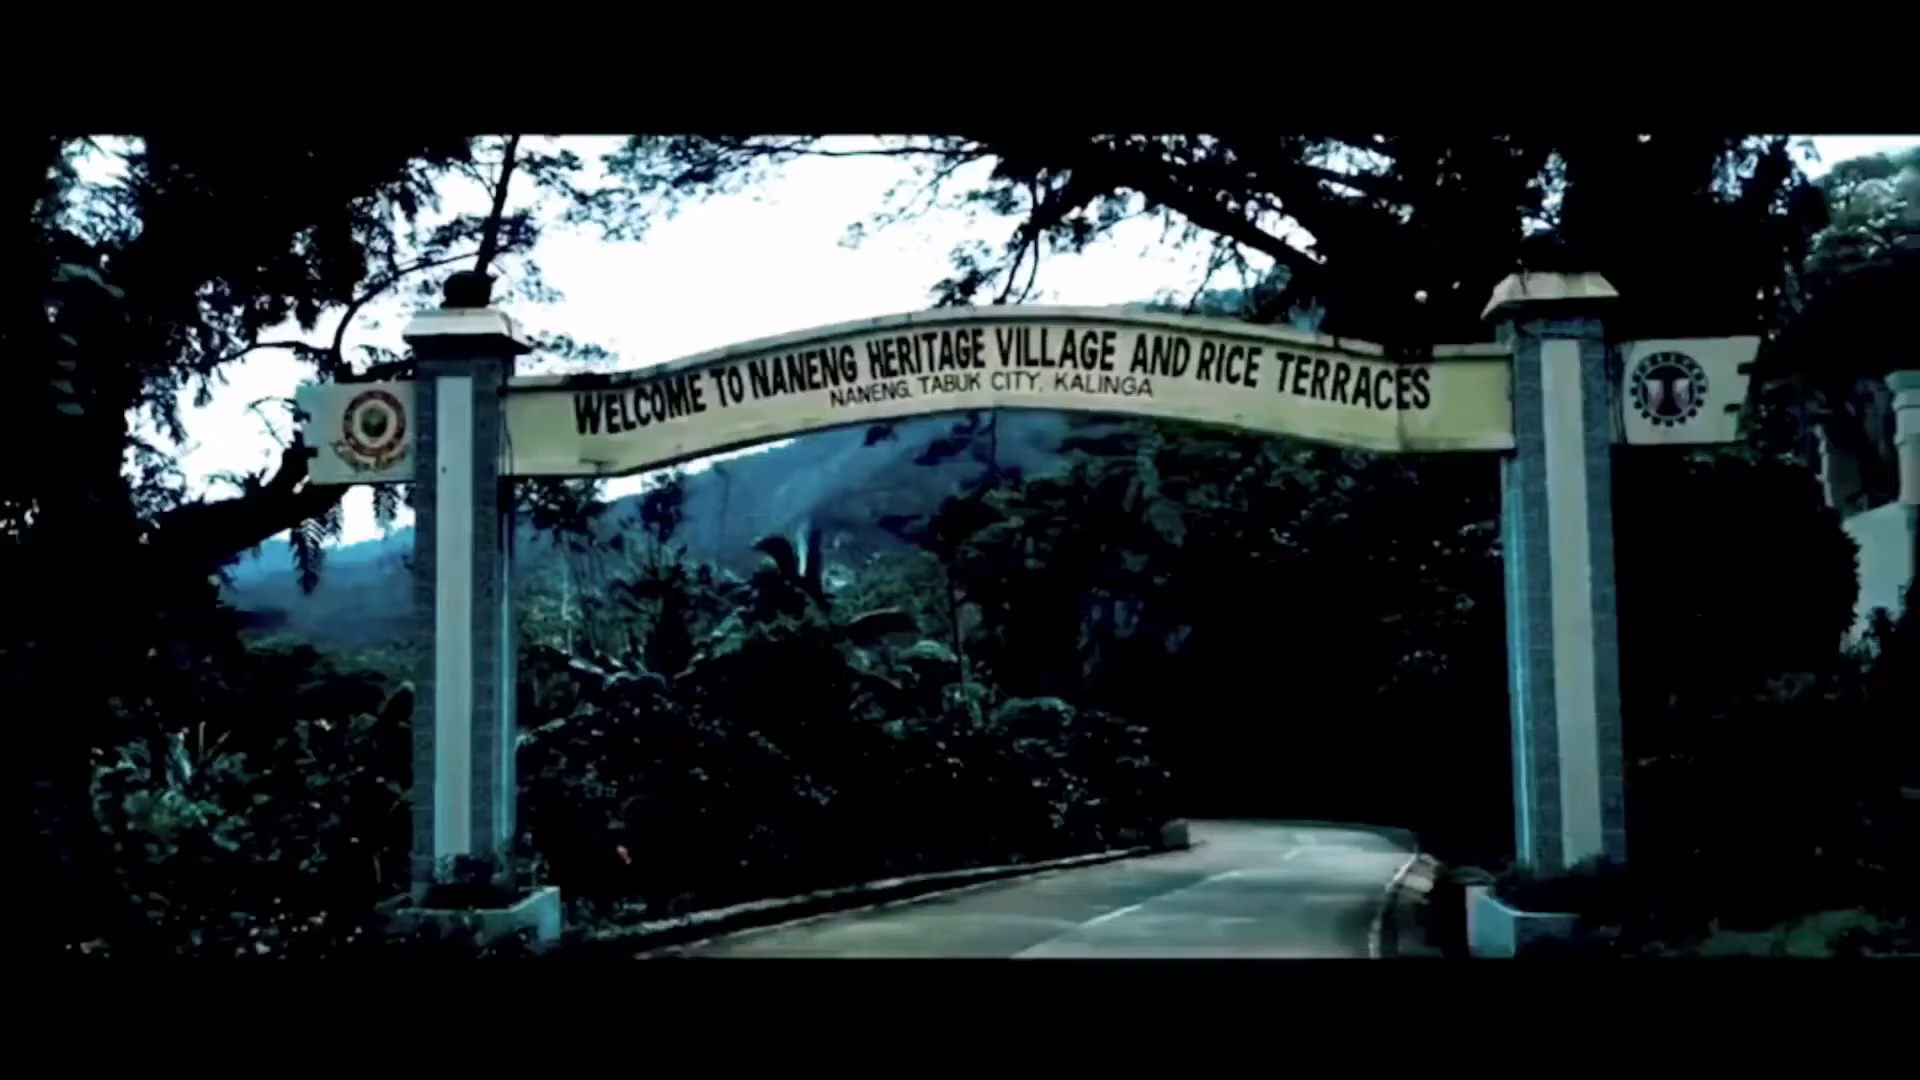 WELCOME TO NANENG HERITAGE VILLAGE AND RICE TERRACES
NANENG, TABUK CITY, KALINGA